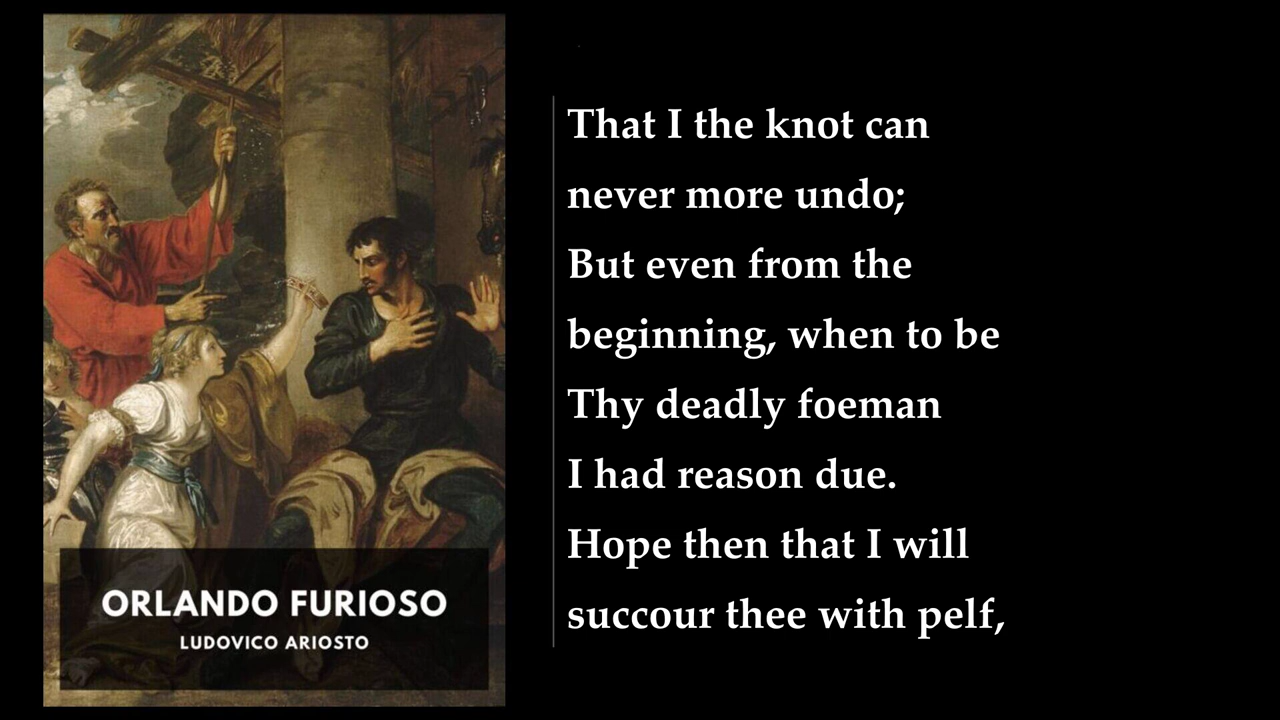 ORLANDO FURIOSO
LUDOVICO ARIOSTO
That I the knot can
never more undo;
But even from the
beginning, when to be
Thy deadly foeman
I had reason due.
Hope then that I will
succour thee with pelf,